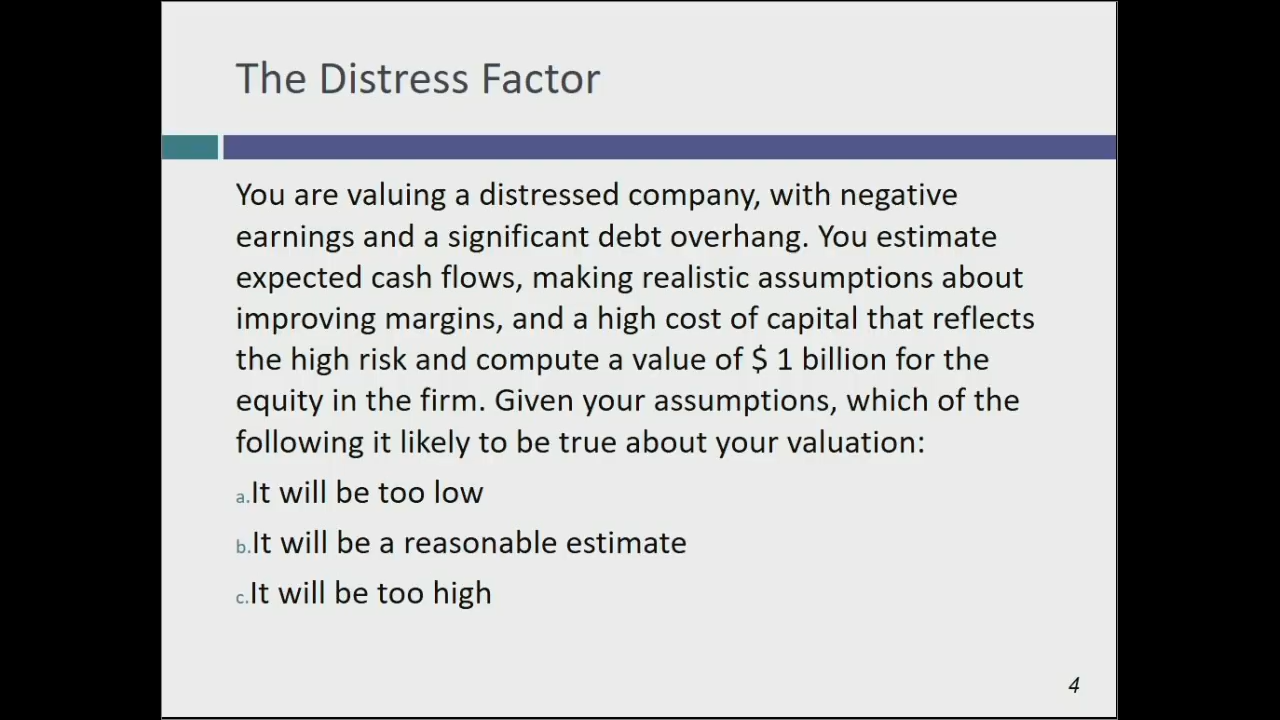 The Distress Factor
You are valuing a distressed company, with negative
earnings and a significant debt overhang. You estimate
expected cash flows, making realistic assumptions about
improving margins, and a high cost of capital that reflects
the high risk and compute a value of $ 1 billion for the
equity in the firm. Given your assumptions, which of the
following it likely to be true about your valuation:
a.It will be too low
b.It will be a reasonable estimate
c.It will be too high
4